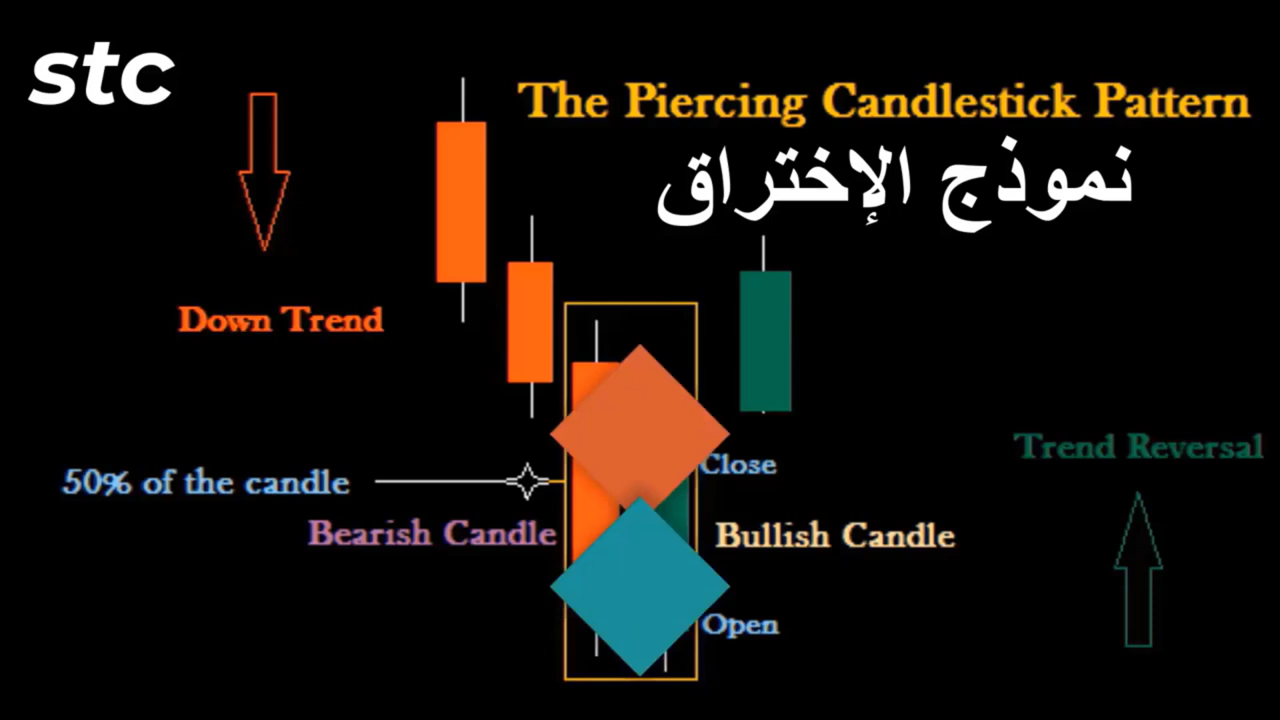 stc
The Piercing Candlestick Pattern
نموذج الإختراق
Down Trend
Close
Trend Reversal
50% of the candle
Bearish Candle
Bullish Candle
Open